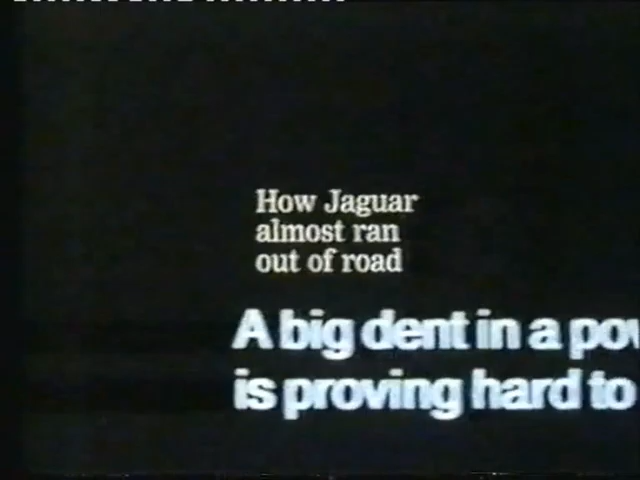 How Jaguar
almost ran
out of road
A big dent in a
is proving hard to